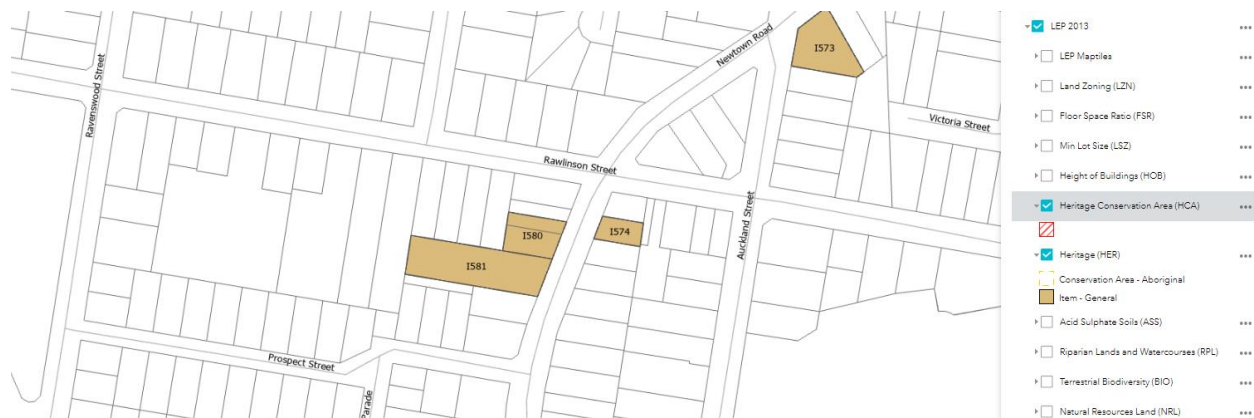 Ravenswood Street
Newtown Road
I573
Victoria Street
Rawlinson Street
Auckland Street
I580
I574
I581
Prospect Street
Parade
LEP 2013
LEP Maptiles
Land Zoning (LZN)
Floor Space Ratio (FSR)
Min Lot Size (LSZ)
Height of Buildings (HOB)
Heritage Conservation Area (HCA)
Heritage (HER)
Conservation Area - Aboriginal
Item - General
Acid Sulphate Soils (ASS)
Riparian Lands and Watercourses (RPL)
Terrestrial Biodiversity (BIO)
Natural Resources Land (NRL)